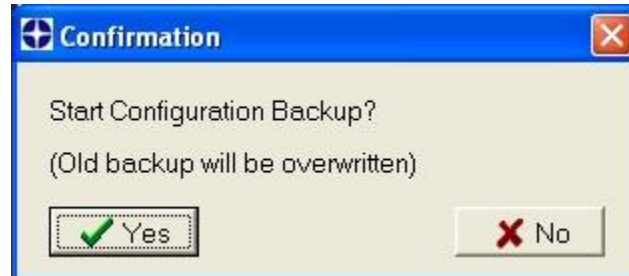 Confirmation
Start Configuration Backup?
(Old backup will be overwritten)
Yes
No